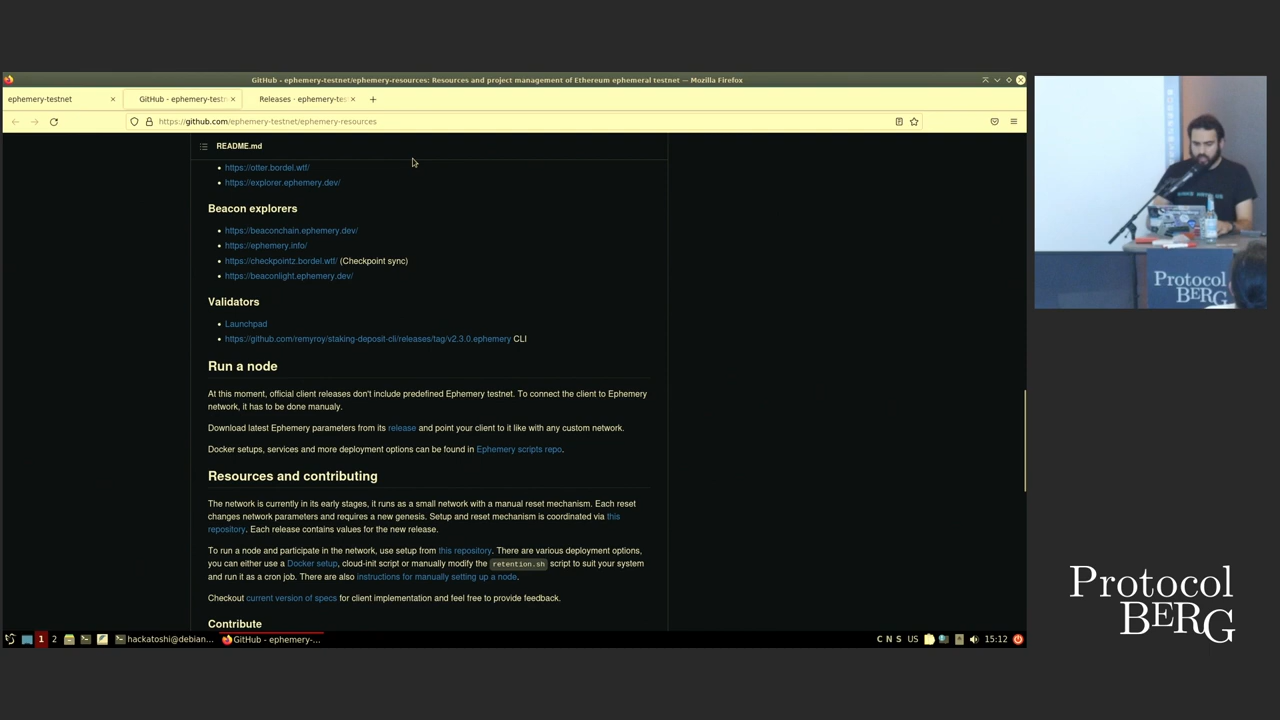 GitHub - ephemery-testnet/ephemery-resources: Resources and project management of Ethereum ephemeral testnet — Mozilla Firefox
ephemery-testnet
GitHub - ephemery-test
Releases · ephemery-tes
https://github.com/ephemery-testnet/ephemery-resources
README.md
https://otter.bordel.wtf/
https://explorer.ephemery.dev/
Beacon explorers
https://beaconchain.ephemery.dev/
https://ephemery.info/
https://checkpointz.bordel.wtf/ (Checkpoint sync)
https://beaconlight.ephemery.dev/
Validators
Launchpad
https://github.com/remyroy/staking-deposit-cli/releases/tag/v2.3.0.ephemery CLI
Run a node
At this moment, official client releases don't include predefined Ephemery testnet. To connect the client to Ephemery
network, it has to be done manualy.
Download latest Ephemery parameters from its release and point your client to it like with any custom network.
Docker setups, services and more deployment options can be found in Ephemery scripts repo.
Resources and contributing
The network is currently in its early stages, it runs as a small network with a manual reset mechanism. Each reset
changes network parameters and requires a new genesis. Setup and reset mechanism is coordinated via this
repository. Each release contains values for the new release.
To run a node and participate in the network, use setup from this repository. There are various deployment options,
you can either use a Docker setup, cloud-init script or manually modify the retention.sh script to suit your system
and run it as a cron job. There are also instructions for manually setting up a node.
Checkout current version of specs for client implementation and feel free to provide feedback.
Contribute
1 2 hackatoshi@debian... GitHub - ephemery-... C N S US 15:12
Protocol
BERG
Protocol
BERG